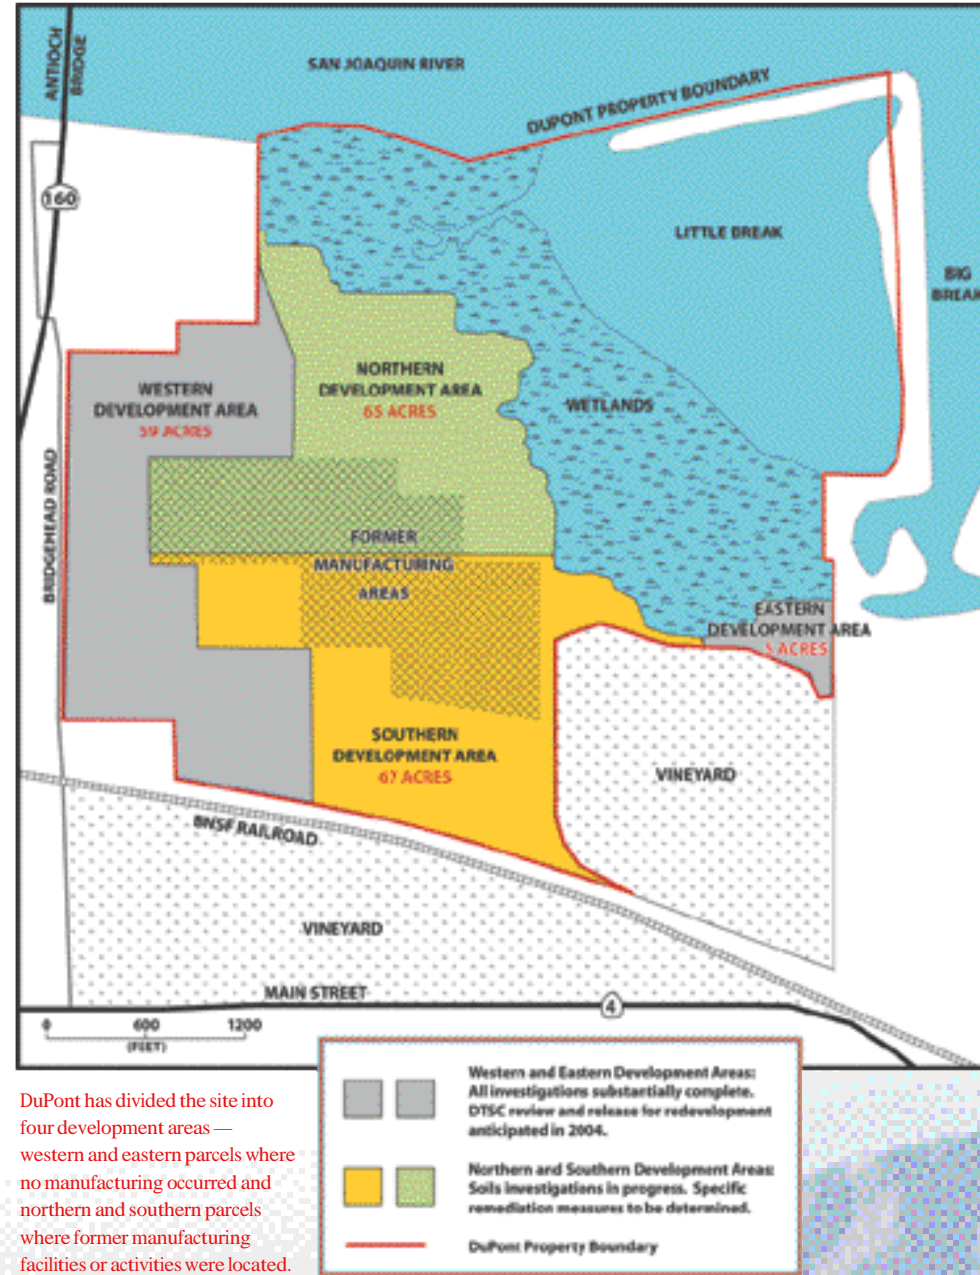 ANTIOCH
BRIDGE
SAN JOAQUIN RIVER
DUPONT PROPERTY BOUNDARY
160
LITTLE BREAK
BIG
BREAK
NORTHERN
DEVELOPMENT AREA
65 ACRES
WESTERN
DEVELOPMENT AREA
59 ACRES
WETLANDS
BRIDGEHEAD ROAD
FORMER
MANUFACTURING
AREAS
EASTERN
DEVELOPMENT AREA
5 ACRES
SOUTHERN
DEVELOPMENT AREA
67 ACRES
VINEYARD
BNSF RAILROAD
VINEYARD
MAIN STREET
4
0 600 1200
(FEET)
Western and Eastern Development Areas:
All investigations substantially complete.
DTSC review and release for redevelopment
anticipated in 2004.
Northern and Southern Development Areas:
Soils investigations in progress. Specific
remediation measures to be determined.
DuPont Property Boundary
DuPont has divided the site into
four development areas —
western and eastern parcels where
no manufacturing occurred and
northern and southern parcels
where former manufacturing
facilities or activities were located.